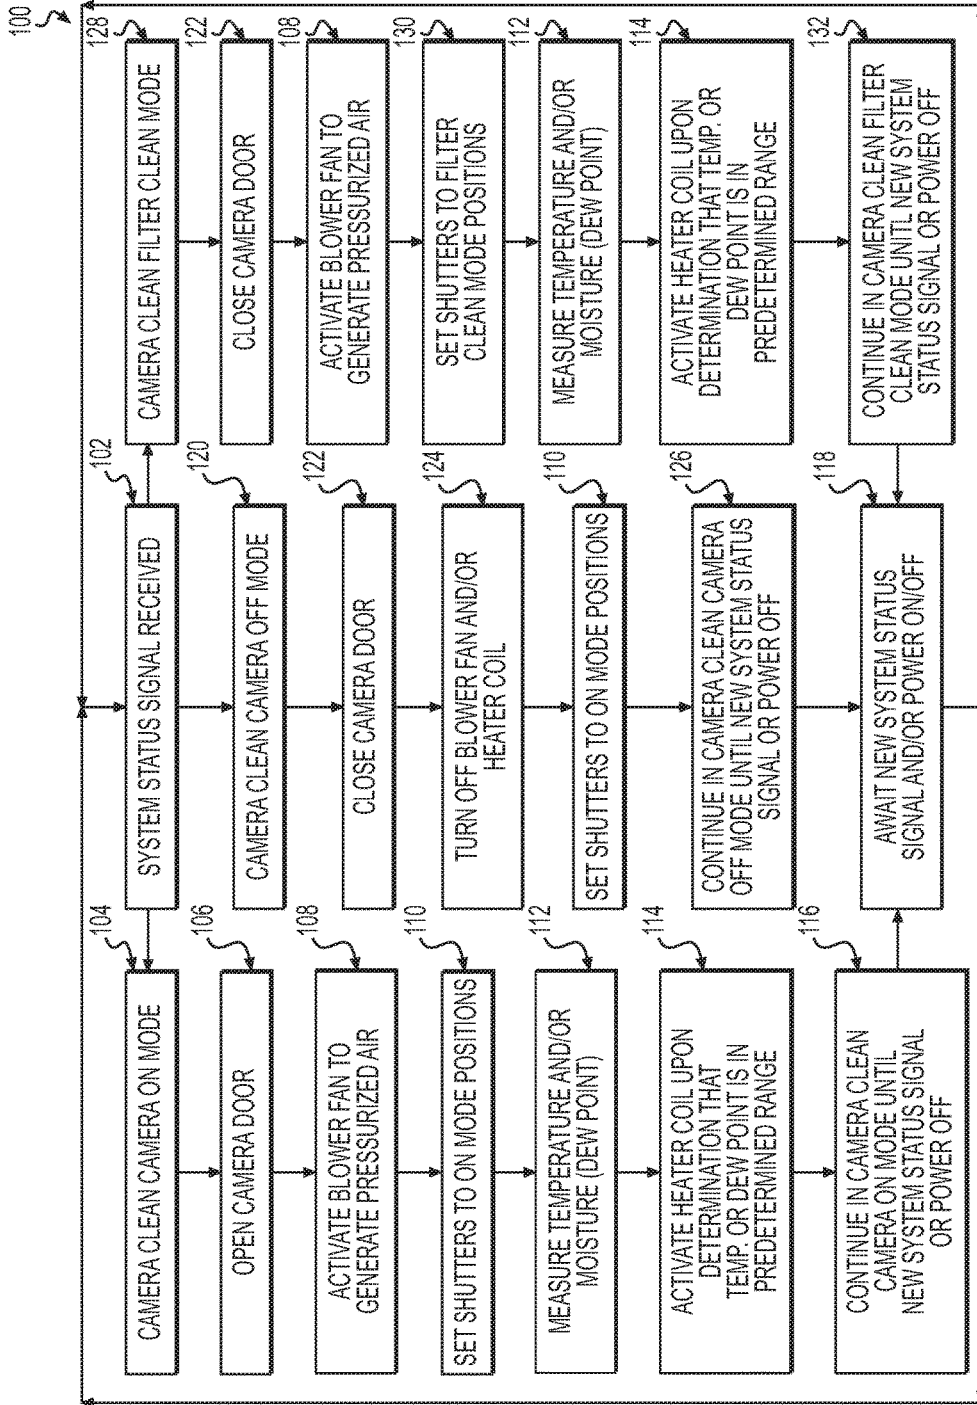 100
104
CAMERA CLEAN CAMERA ON MODE
106
OPEN CAMERA DOOR
108
ACTIVATE BLOWER FAN TO
GENERATE PRESSURIZED AIR
110
SET SHUTTERS TO ON MODE POSITIONS
112
MEASURE TEMPERATURE AND/OR
MOISTURE (DEW POINT)
114
ACTIVATE HEATER COIL UPON
DETERMINATION THAT
TEMP. OR DEW POINT IS IN
PREDETERMINED RANGE
116
CONTINUE IN CAMERA CLEAN
CAMERA ON MODE UNTIL
NEW SYSTEM STATUS SIGNAL
OR POWER OFF
102
SYSTEM STATUS SIGNAL RECEIVED
120
CAMERA CLEAN CAMERA OFF MODE
122
CLOSE CAMERA DOOR
124
TURN OFF BLOWER FAN AND/OR
HEATER COIL
110
SET SHUTTERS TO ON MODE POSITIONS
126
CONTINUE IN CAMERA CLEAN CAMERA
OFF MODE UNTIL NEW SYSTEM STATUS
SIGNAL OR POWER OFF
118
AWAIT NEW SYSTEM STATUS
SIGNAL AND/OR POWER ON/OFF
128
CAMERA CLEAN FILTER CLEAN MODE
122
CLOSE CAMERA DOOR
108
ACTIVATE BLOWER FAN TO
GENERATE PRESSURIZED AIR
130
SET SHUTTERS TO FILTER
CLEAN MODE POSITIONS
112
MEASURE TEMPERATURE AND/OR
MOISTURE (DEW POINT)
114
ACTIVATE HEATER COIL UPON
DETERMINATION THAT TEMP. OR
DEW POINT IS IN
PREDETERMINED RANGE
132
CONTINUE IN CAMERA CLEAN FILTER
CLEAN MODE UNITL NEW SYSTEM
STATUS SIGNAL OR POWER OFF